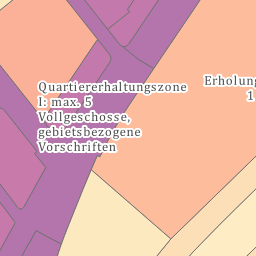 Quartiererhaltungszone
I: max. 5
Vollgeschosse,
gebietsbezogene
Vorschriften
Erholung
1